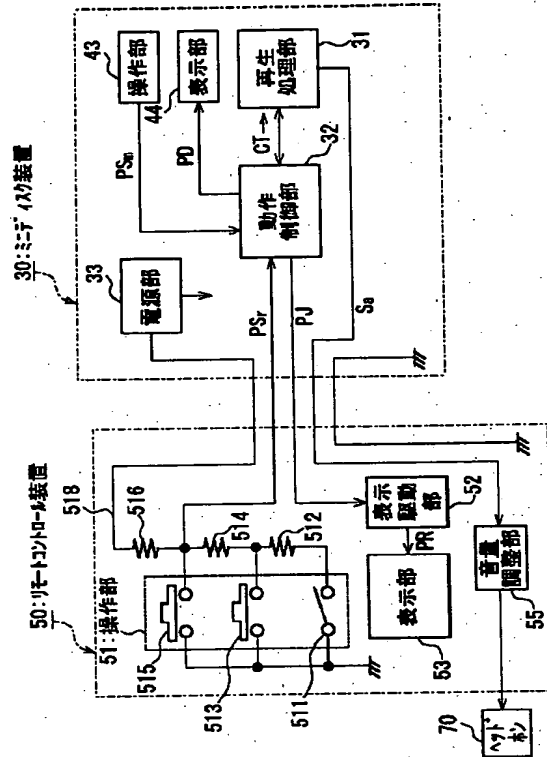 50:リモートコントロール装置
51:操作部
515
513
511
518
516
514
512
表示部
53
PR
表示
駆動
部
52
音量
調整部
55
ヘッド
ホン
70
30:ミニディスク装置
33
電源部
PSm
PD
PSr
PJ
Sa
操作部
43
表示部
44
動作
制御部
32
CT→
再生
処理部
31